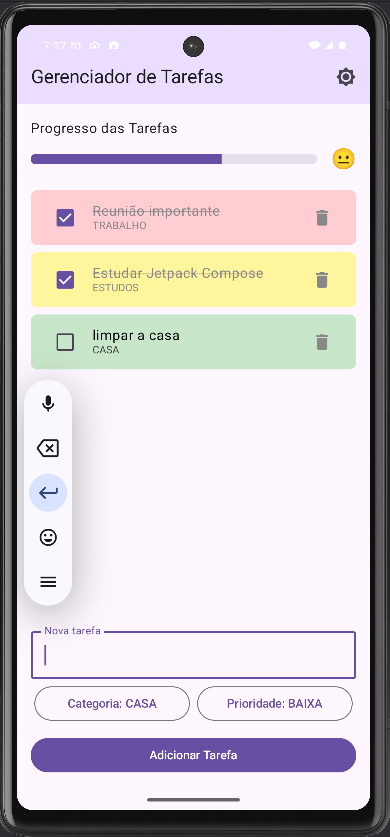 7:37
Gerenciador de Tarefas
Progresso das Tarefas
Reunião importante
TRABALHO
Estudar Jetpack Compose
ESTUDOS
limpar a casa
CASA
Nova tarefa
Categoria: CASA
Prioridade: BAIXA
Adicionar Tarefa